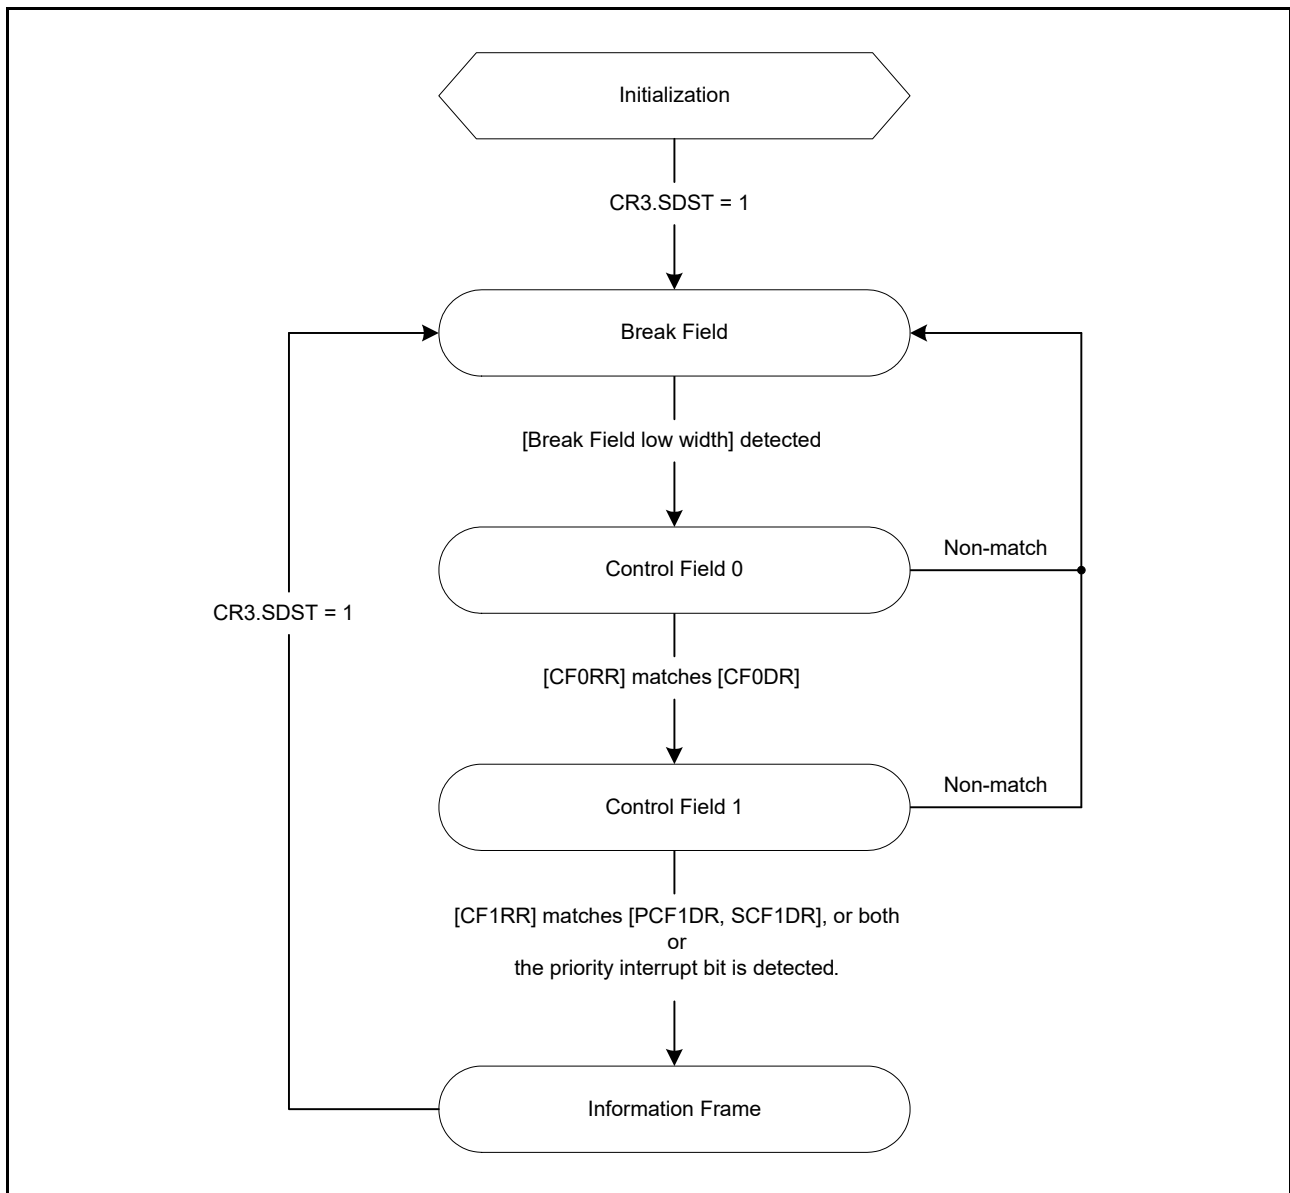 Initialization
CR3.SDST = 1
Break Field
[Break Field low width] detected
Control Field 0
Non-match
CR3.SDST = 1
[CF0RR] matches [CF0DR]
Control Field 1
Non-match
[CF1RR] matches [PCF1DR, SCF1DR], or both
or
the priority interrupt bit is detected.
Information Frame